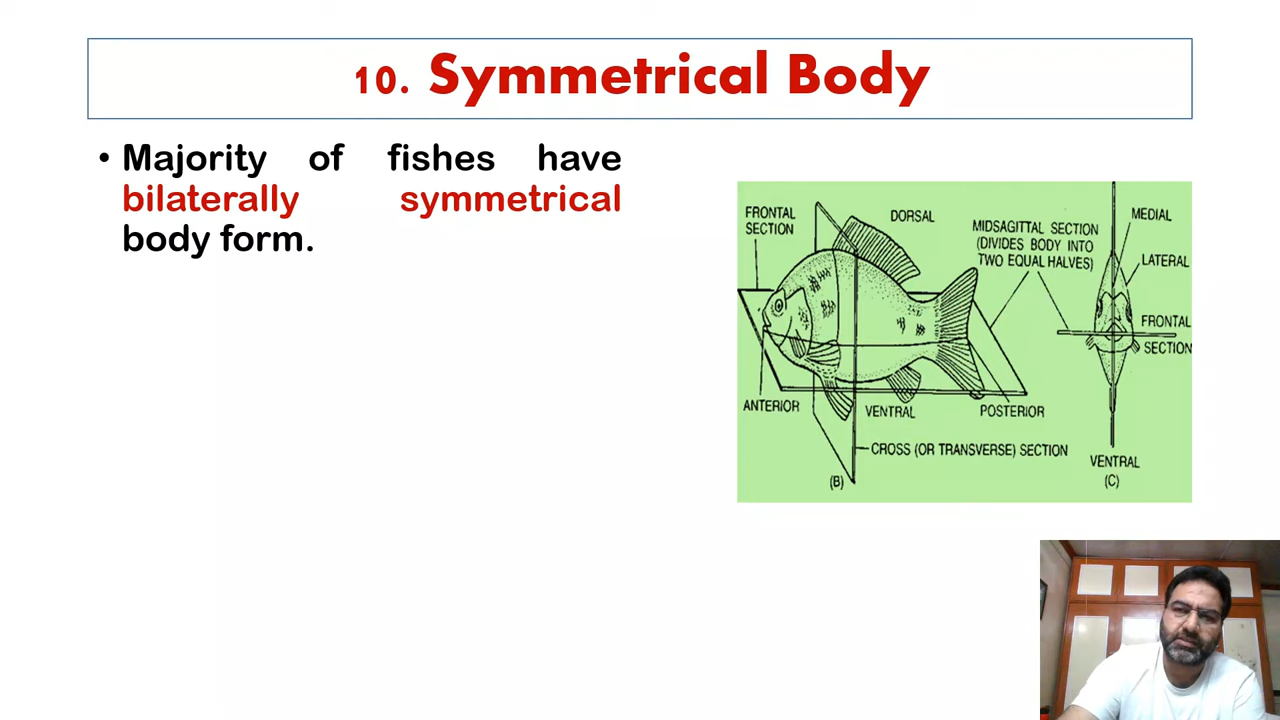 10. Symmetrical Body
• Majority of fishes have
bilaterally symmetrical
body form.
FRONTAL
SECTION
DORSAL
MIDSAGITTAL SECTION
(DIVIDES BODY INTO
TWO EQUAL HALVES)
MEDIAL
LATERAL
FRONTAL
SECTION
ANTERIOR
VENTRAL
POSTERIOR
CROSS (OR TRANSVERSE) SECTION
(B)
VENTRAL
(C)